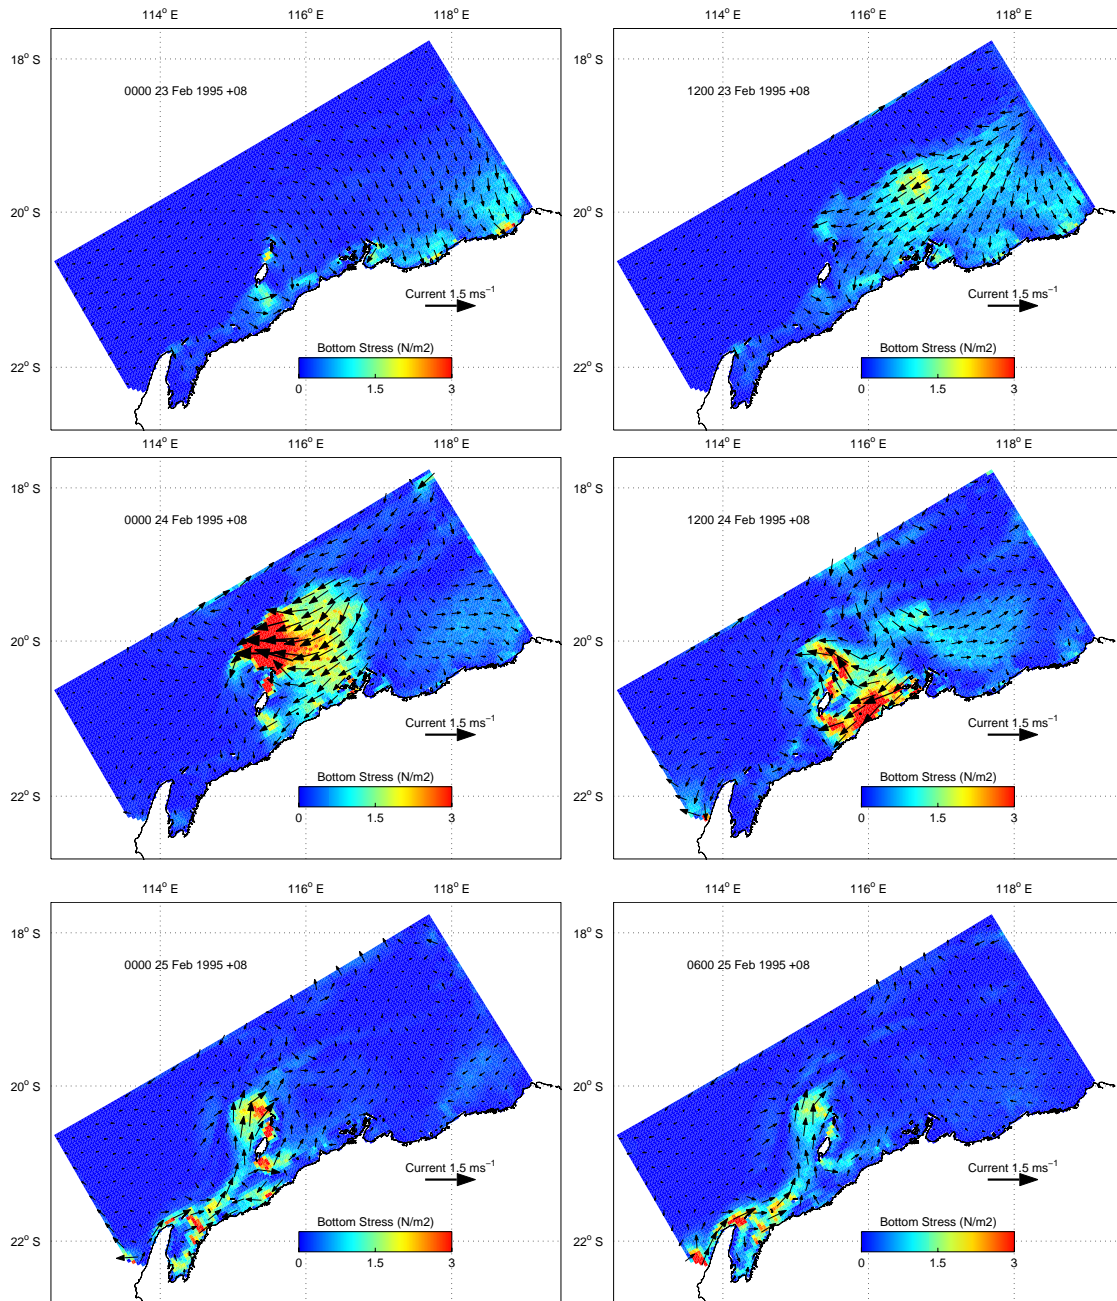 114° E 116° E 118° E 114° E 116° E 118° E
18° S 18° S
0000 23 Feb 1995 +08 1200 23 Feb 1995 +08
20° S 20° S
Current 1.5 ms⁻¹ Current 1.5 ms⁻¹
Bottom Stress (N/m2) Bottom Stress (N/m2)
22° S 22° S
0 1.5 3 0 1.5 3
114° E 116° E 118° E 114° E 116° E 118° E
18° S 18° S
0000 24 Feb 1995 +08 1200 24 Feb 1995 +08
20° S 20° S
Current 1.5 ms⁻¹ Current 1.5 ms⁻¹
Bottom Stress (N/m2) Bottom Stress (N/m2)
22° S 22° S
0 1.5 3 0 1.5 3
114° E 116° E 118° E 114° E 116° E 118° E
18° S 18° S
0000 25 Feb 1995 +08 0600 25 Feb 1995 +08
20° S 20° S
Current 1.5 ms⁻¹ Current 1.5 ms⁻¹
Bottom Stress (N/m2) Bottom Stress (N/m2)
22° S 22° S
0 1.5 3 0 1.5 3